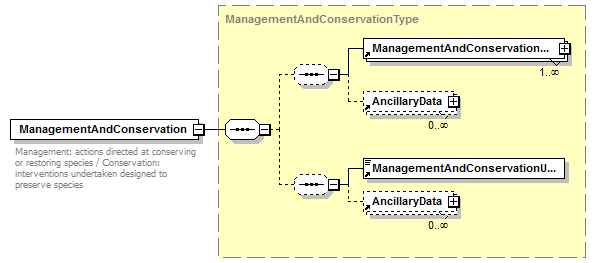 ManagementAndConservationType
ManagementAndConservation...
1..∞
AncillaryData
0..∞
ManagementAndConservation
Management: actions directed at conserving
or restoring species / Conservation:
interventions undertaken designed to
preserve species
ManagementAndConservationU...
AncillaryData
0..∞